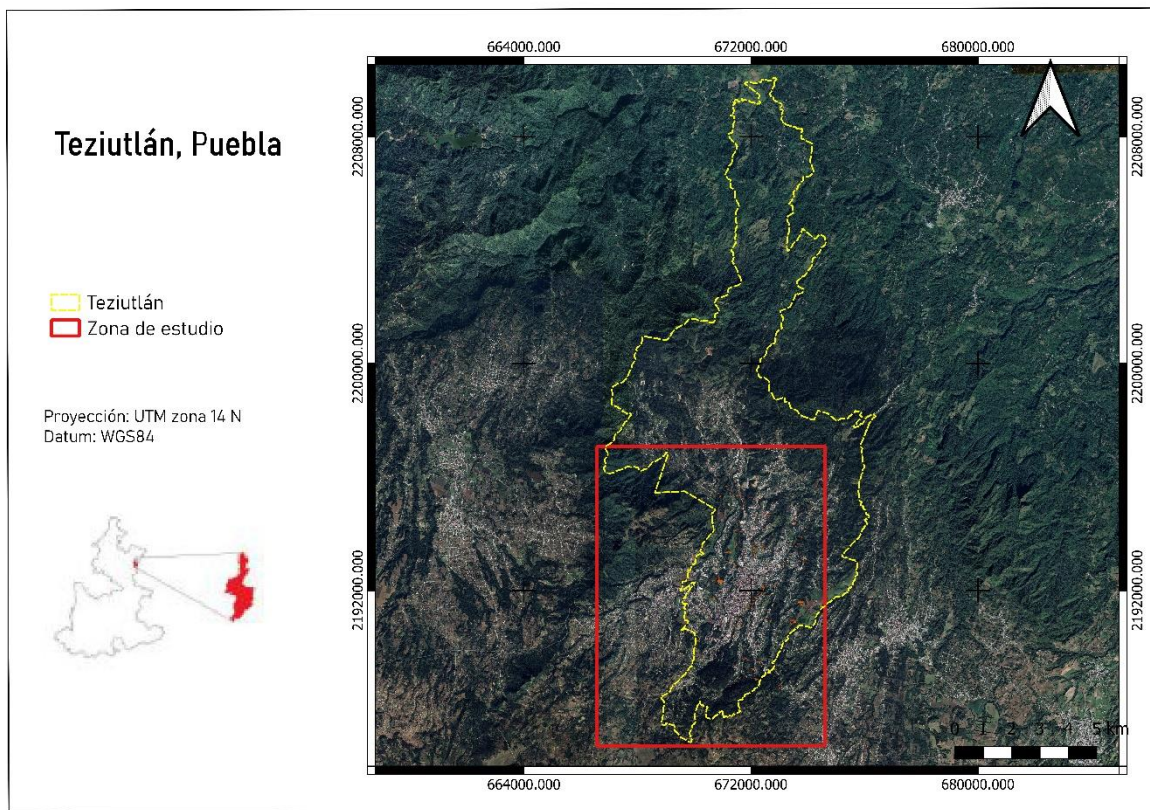 Teziutlán, Puebla
Teziutlán
Zona de estudio
Proyección: UTM zona 14 N
Datum: WGS84
664000.000
672000.000
680000.000
2208000.000
2208000.000
2200000.000
2200000.000
2192000.000
2192000.000
0 1 2 3 4 5 km
664000.000
672000.000
680000.000